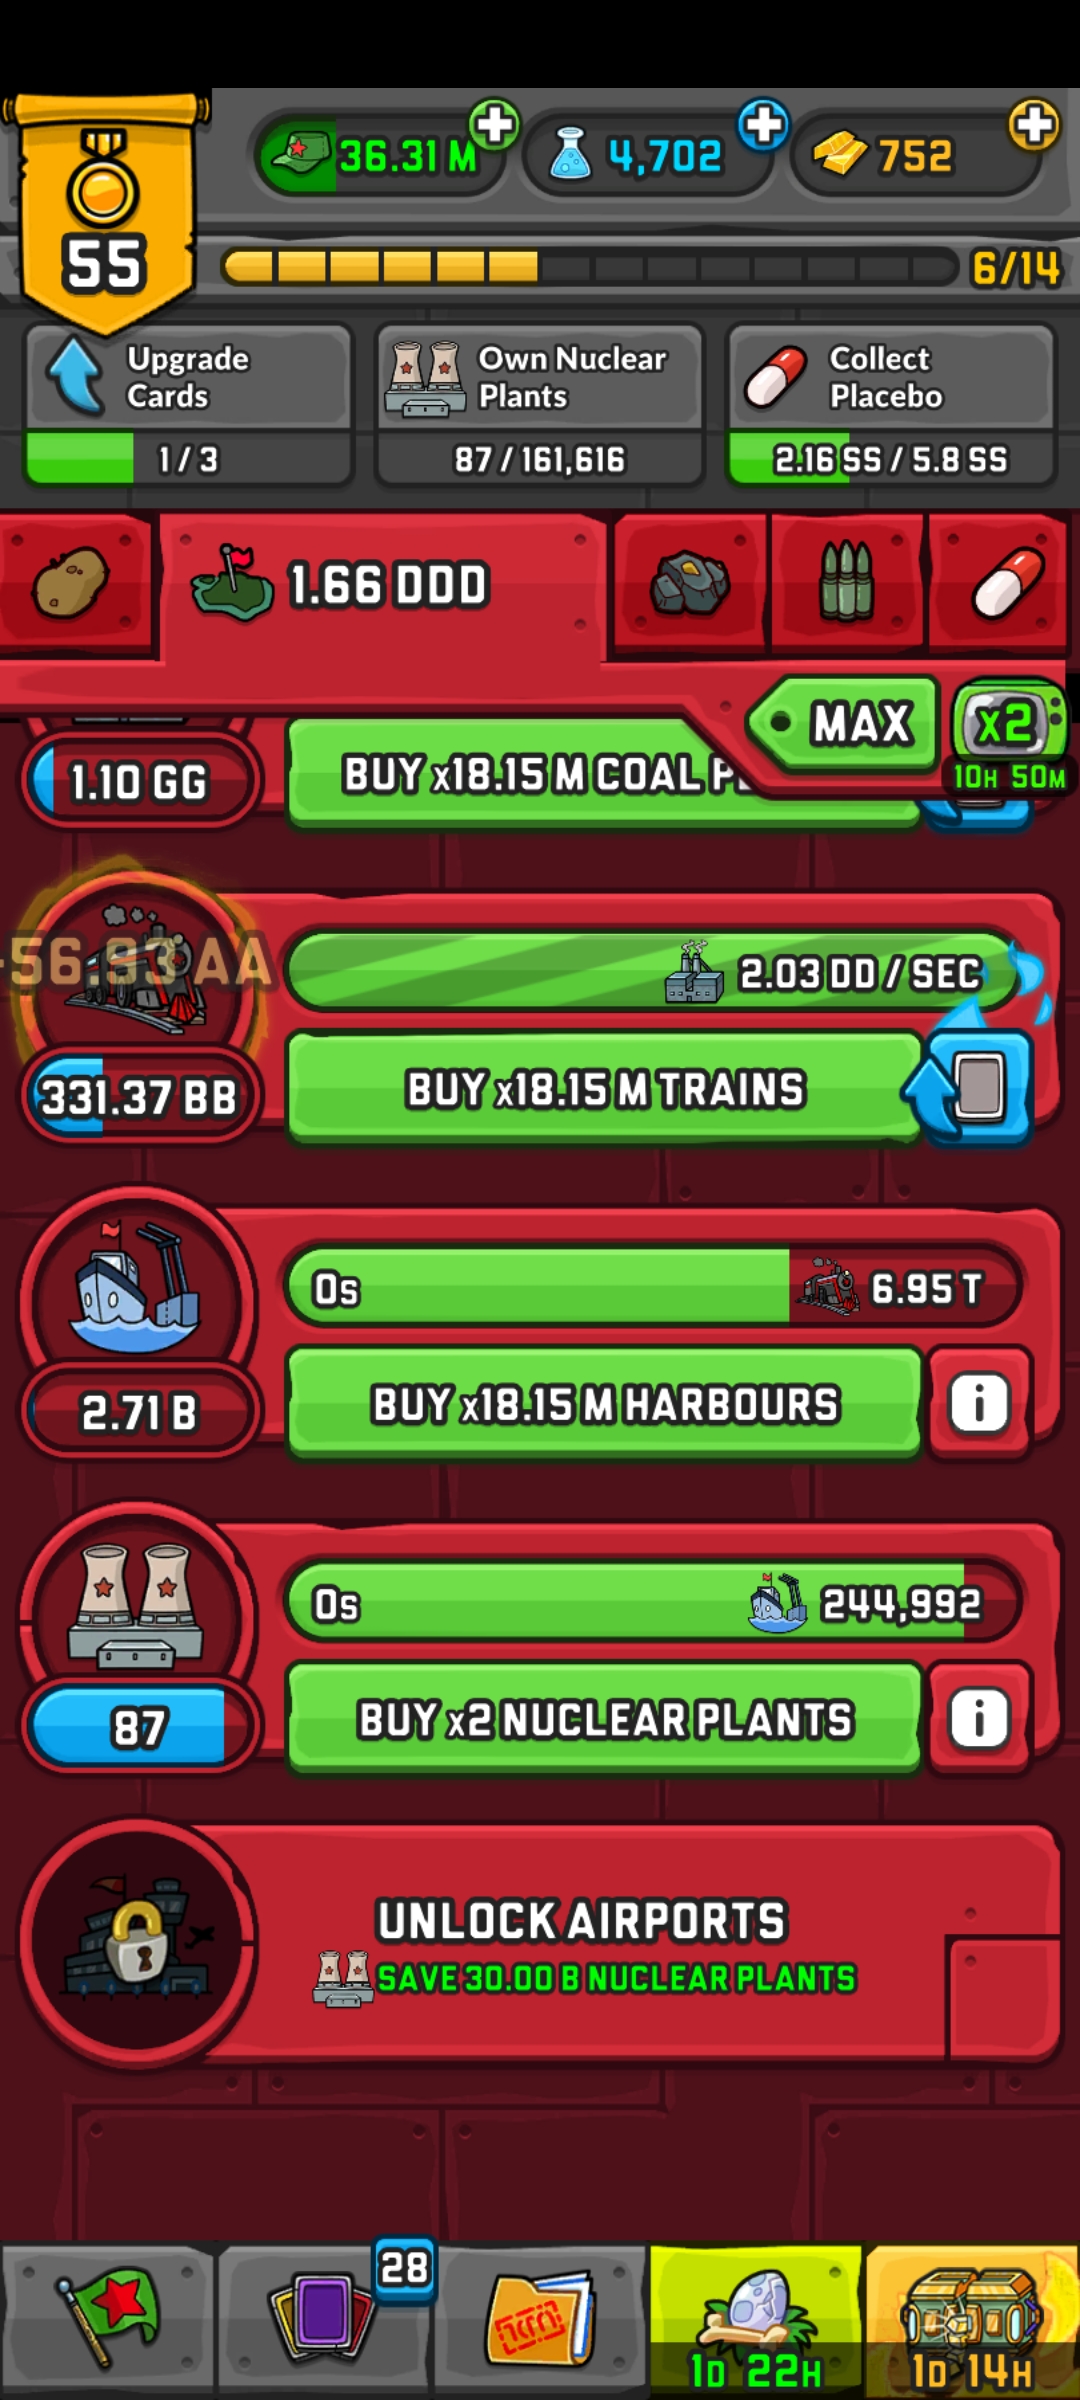 36.31 M
4,702
752
55
6/14
Upgrade
Cards
1 / 3
Own Nuclear
Plants
87 / 161,616
Collect
Placebo
2.16 SS / 5.8 SS
1.66 DDD
MAX
x2
10H 50M
1.10 GG
BUY x18.15 M COAL
-56.93 AA
2.03 DD / SEC
331.37 BB
BUY x18.15 M TRAINS
0s
6.95 T
2.71 B
BUY x18.15 M HARBOURS
i
0s
244,992
87
BUY x2 NUCLEAR PLANTS
i
UNLOCK AIRPORTS
SAVE 30.00 B NUCLEAR PLANTS
28
1D 22H
1D 14H